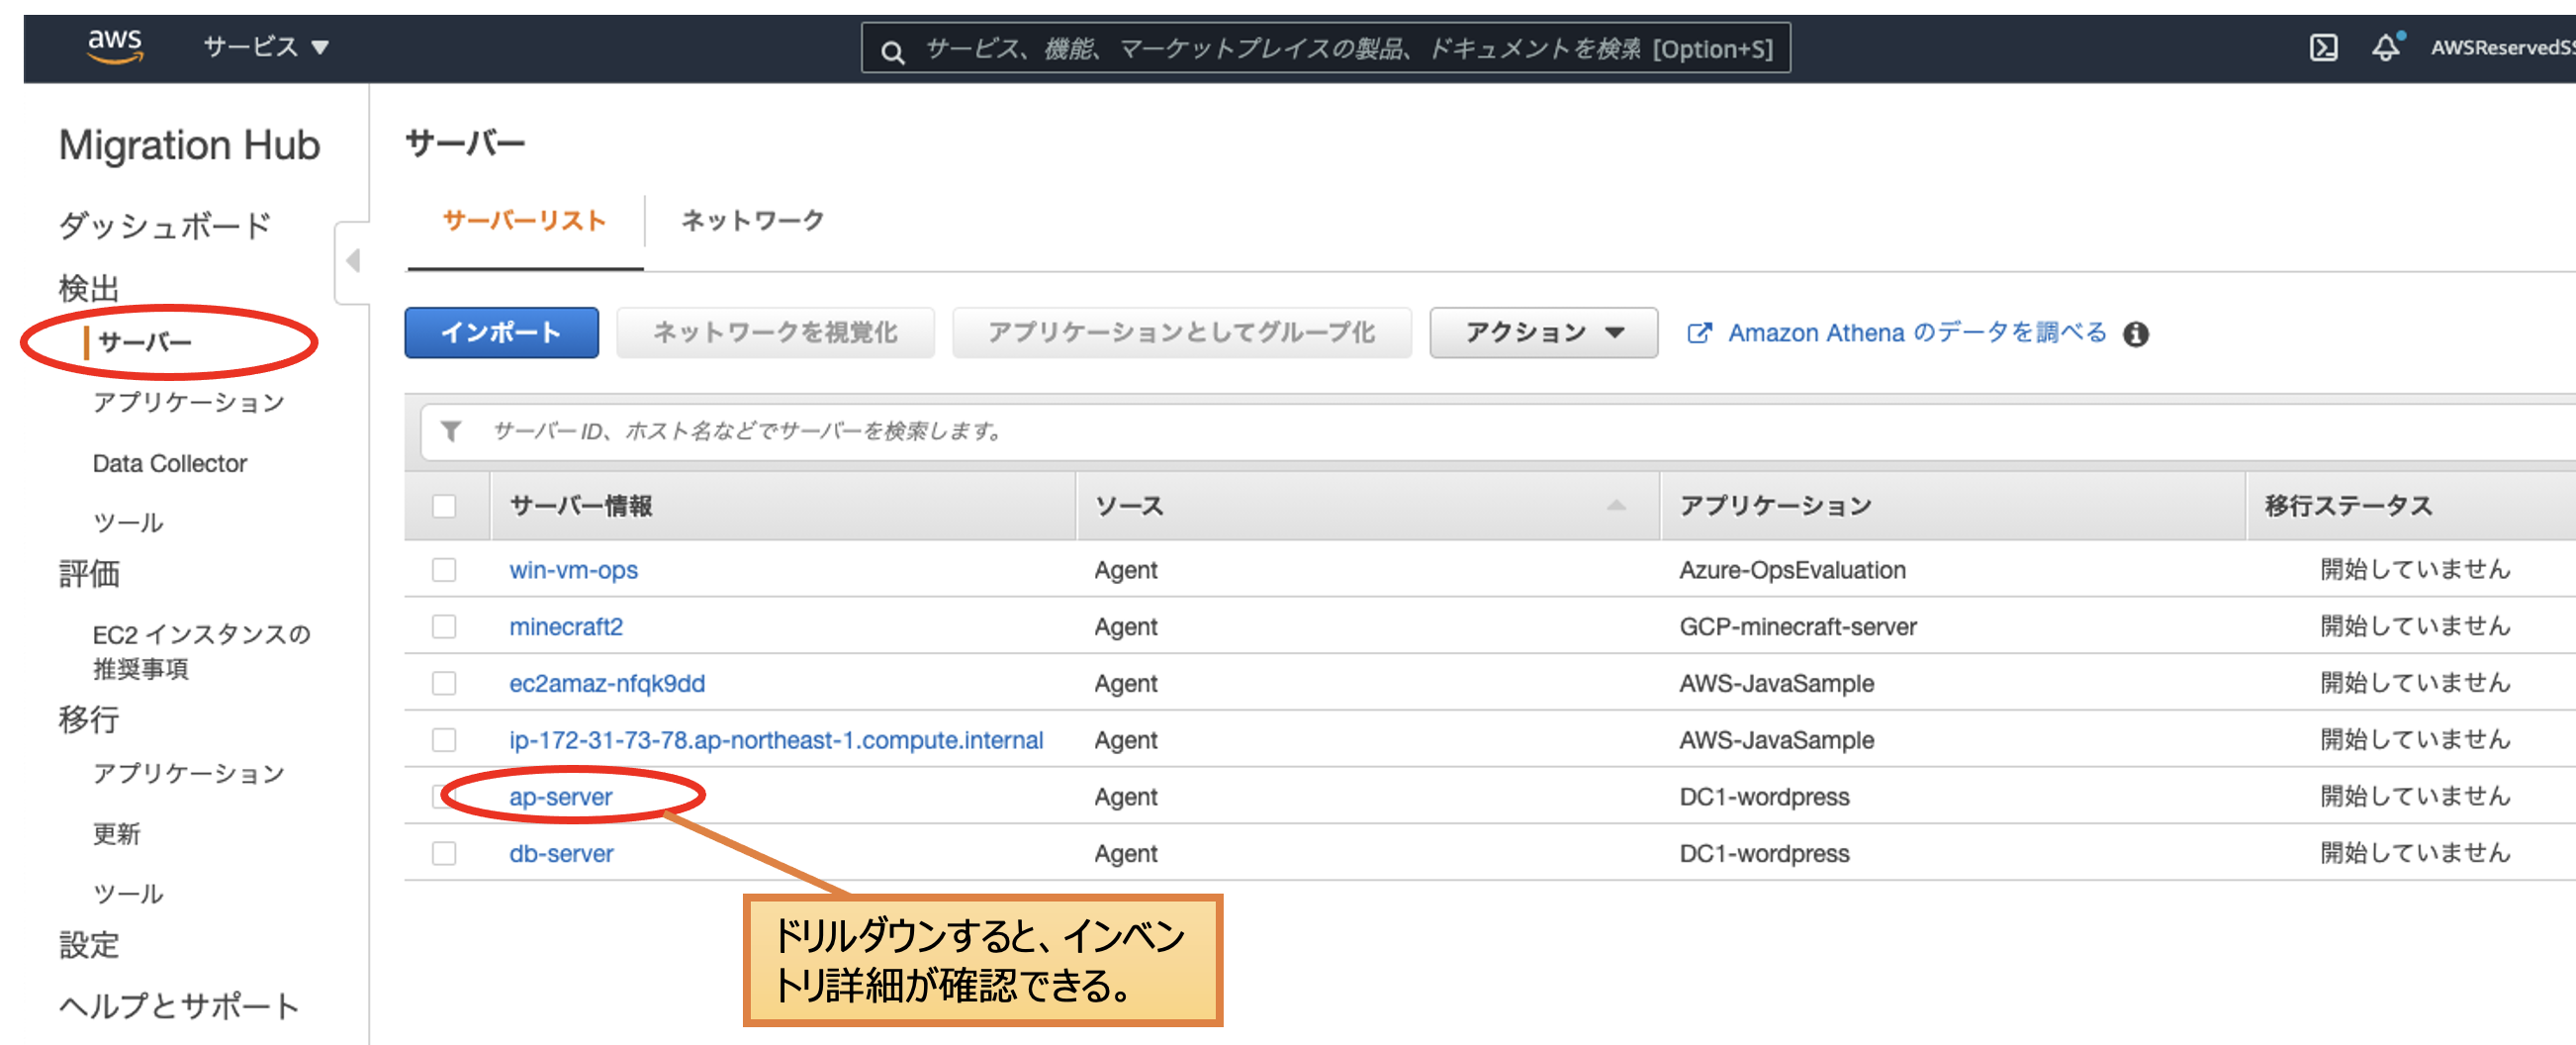 aws サービス ▼ サービス、機能、マーケットプレイスの製品、ドキュメントを検索 [Option+S]
Migration Hub
ダッシュボード
検出
サーバー
アプリケーション
Data Collector
ツール
評価
EC2 インスタンスの
推奨事項
移行
アプリケーション
更新
ツール
設定
ヘルプとサポート
サーバー
サーバーリスト ネットワーク
インポート ネットワークを視覚化 アプリケーションとしてグループ化 アクション Amazon Athena のデータを調べる
サーバー ID、ホスト名などでサーバーを検索します。
サーバー情報 ソース アプリケーション 移行ステータス
win-vm-ops Agent Azure-OpsEvaluation 開始していません
minecraft2 Agent GCP-minecraft-server 開始していません
ec2amaz-nfqk9dd Agent AWS-JavaSample 開始していません
ip-172-31-73-78.ap-northeast-1.compute.internal Agent AWS-JavaSample 開始していません
ap-server Agent DC1-wordpress 開始していません
db-server Agent DC1-wordpress 開始していません
ドリルダウンすると、インベン
トリ詳細が確認できる。